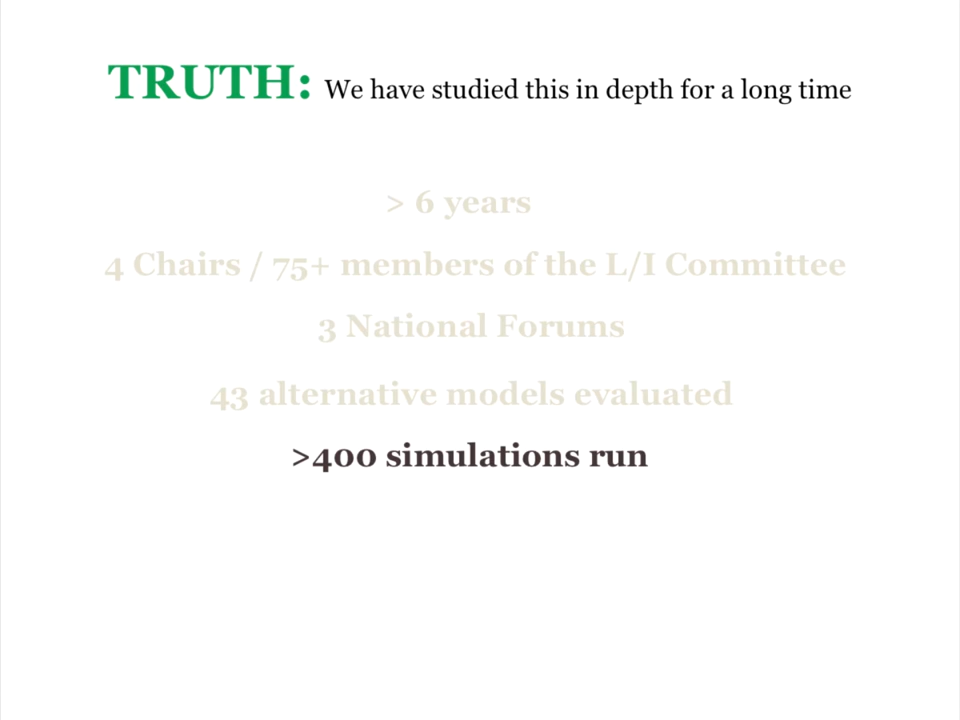 TRUTH: We have studied this in depth for a long time
> 6 years
4 Chairs / 75+ members of the L/I Committee
3 National Forums
43 alternative models evaluated
>400 simulations run